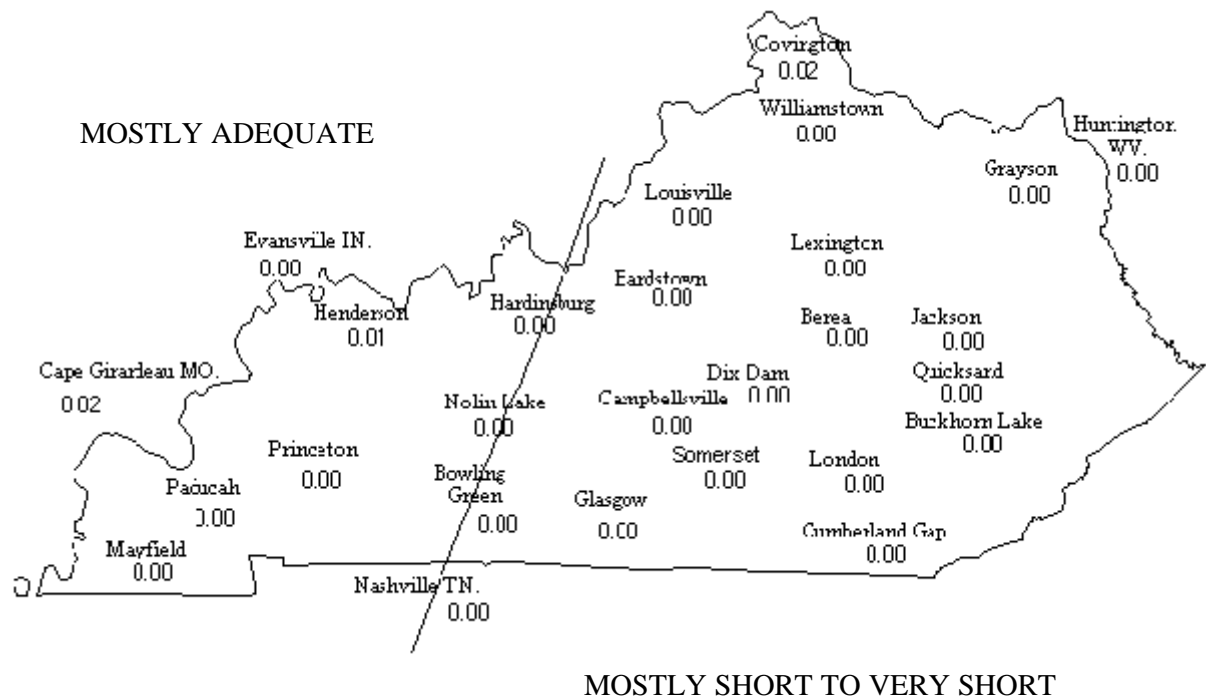 Covington
0.02
Williamstown
0.00
MOSTLY ADEQUATE
Huntington
WV.
0.00
Grayson
0.00
Louisville
0.00
Evansville IN.
0.00
Lexington
0.00
Eardstown
0.00
Hardinsburg
0.00
Henderson
0.01
Berea
0.00
Jackson
0.00
Cape Girardeau MO.
0.02
Dix Dam
0.00
Quicksand
0.00
Nolin Lake
0.00
Campbellsville
0.00
Buckhorn Lake
0.00
Princeton
0.00
Somerset
0.00
London
0.00
Bowling
Green
0.00
Paducah
0.00
Glasgow
0.00
Cumberland Gap
0.00
Mayfield
0.00
Nashville TN.
0.00
MOSTLY SHORT TO VERY SHORT